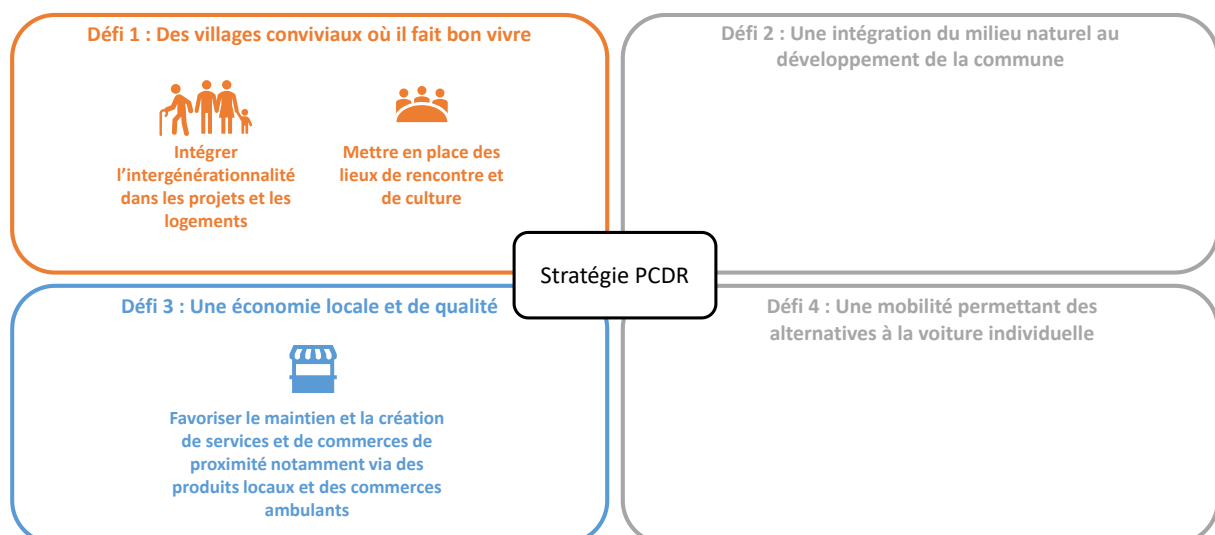 Défi 1 : Des villages conviviaux où il fait bon vivre
Intégrer
l’intergénérationnalité
dans les projets et les
logements
Mettre en place des
lieux de rencontre et
de culture
Défi 2 : Une intégration du milieu naturel au
développement de la commune
Stratégie PCDR
Défi 3 : Une économie locale et de qualité
Favoriser le maintien et la création
de services et de commerces de
proximité notamment via des
produits locaux et des commerces
ambulants
Défi 4 : Une mobilité permettant des
alternatives à la voiture individuelle